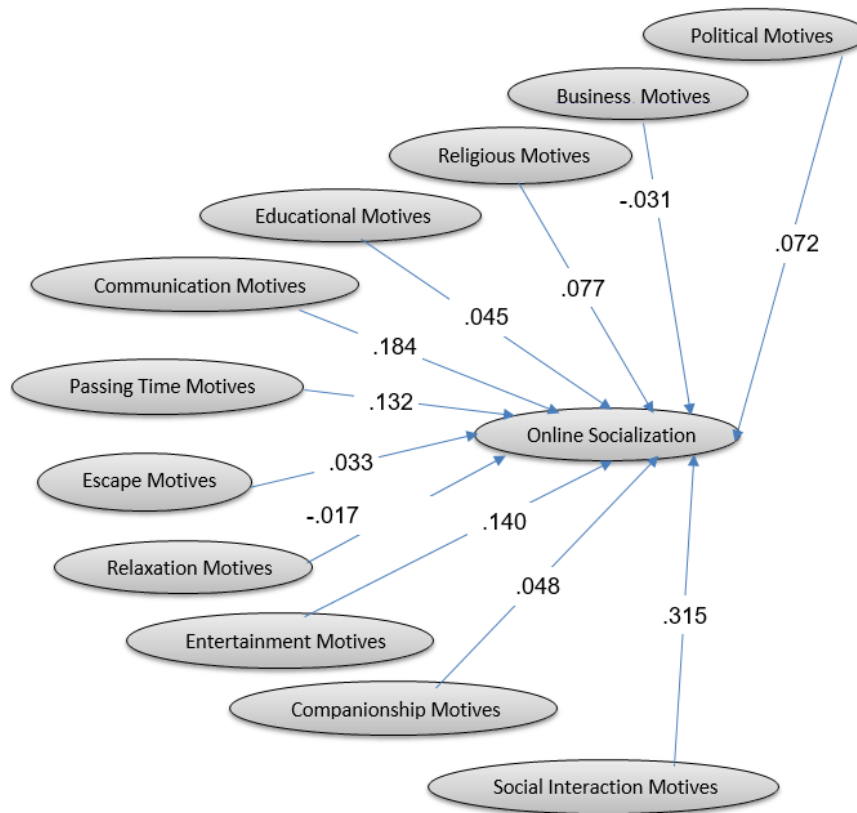 Political Motives
Business Motives
Religious Motives
-.031
Educational Motives
.072
Communication Motives
.077
.045
.184
Passing Time Motives
.132
Online Socialization
.033
Escape Motives
-.017
.140
Relaxation Motives
.048
.315
Entertainment Motives
Companionship Motives
Social Interaction Motives